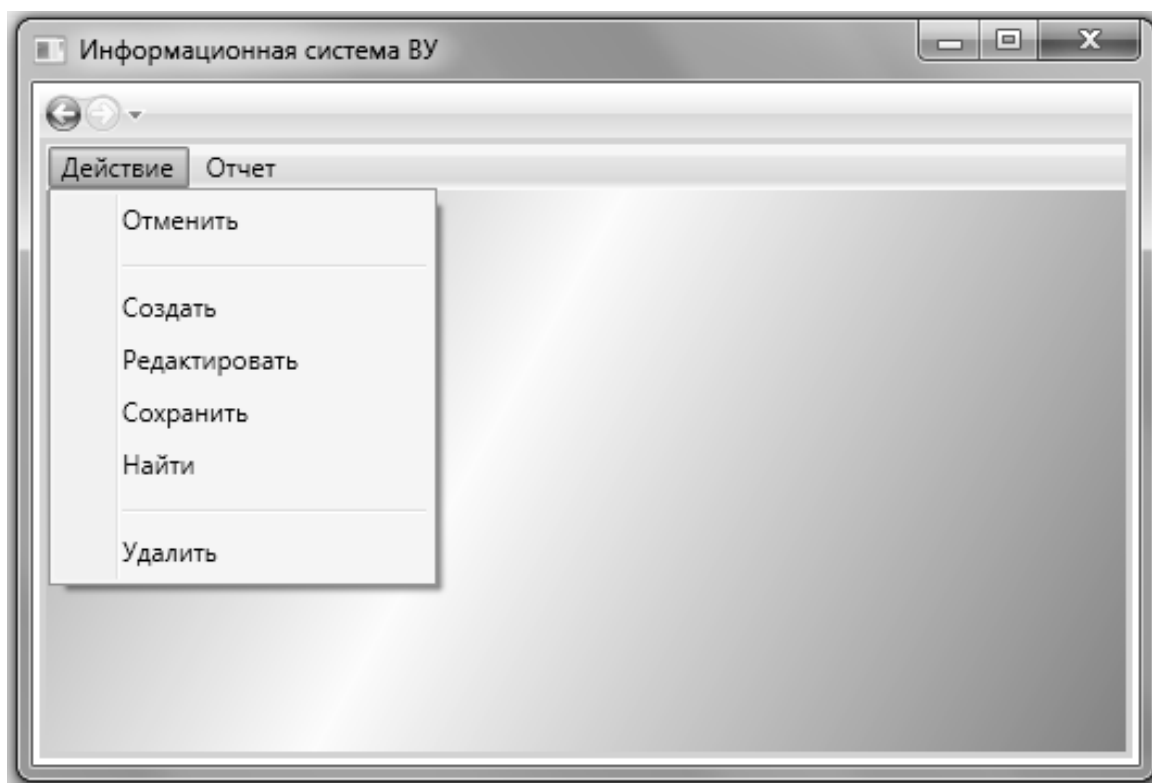 Информационная система ВУ
Действие Отчет
Отменить
Создать
Редактировать
Сохранить
Найти
Удалить